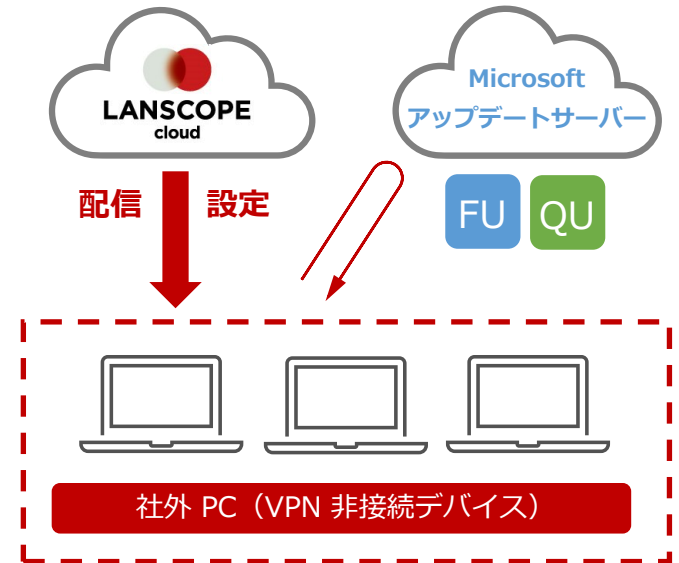 LANSCOPE
cloud
Microsoft
アップデートサーバー
配信 設定
FU QU
社外 PC（VPN 非接続デバイス）